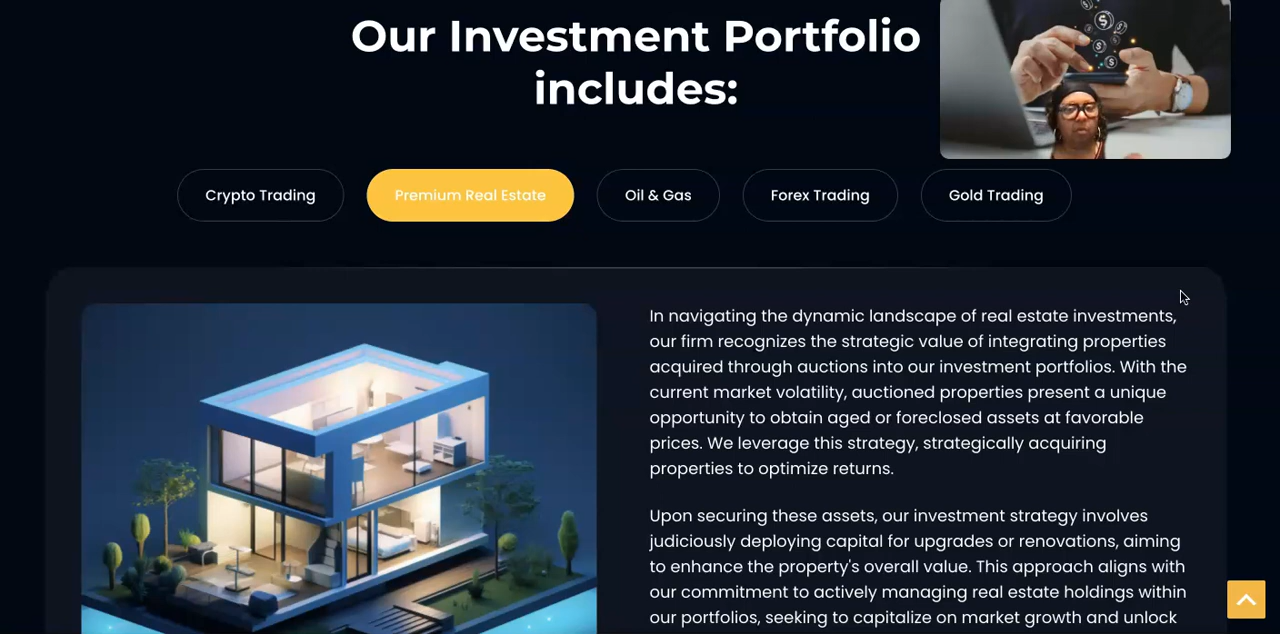 Our Investment Portfolio
includes:
Crypto Trading
Premium Real Estate
Oil & Gas
Forex Trading
Gold Trading
In navigating the dynamic landscape of real estate investments,
our firm recognizes the strategic value of integrating properties
acquired through auctions into our investment portfolios. With the
current market volatility, auctioned properties present a unique
opportunity to obtain aged or foreclosed assets at favorable
prices. We leverage this strategy, strategically acquiring
properties to optimize returns.
Upon securing these assets, our investment strategy involves
judiciously deploying capital for upgrades or renovations, aiming
to enhance the property's overall value. This approach aligns with
our commitment to actively managing real estate holdings within
our portfolios, seeking to capitalize on market growth and unlock